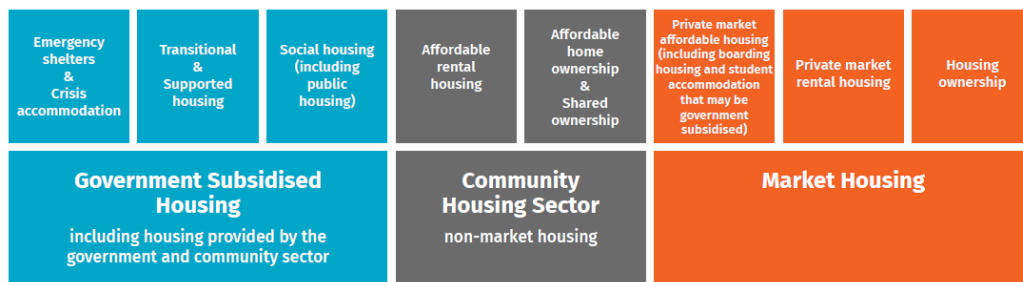 Emergency
shelters
&
Crisis
accommodation
Transitional
&
Supported
housing
Social housing
(including
public
housing)
Affordable
rental
housing
Affordable
home
ownership
&
Shared
ownership
Private market
affordable housing
(including boarding
housing and student
accommodation
that may be
government
subsidised)
Private market
rental housing
Housing
ownership
Government Subsidised
Housing
including housing provided by the
government and community sector
Community
Housing Sector
non-market housing
Market Housing